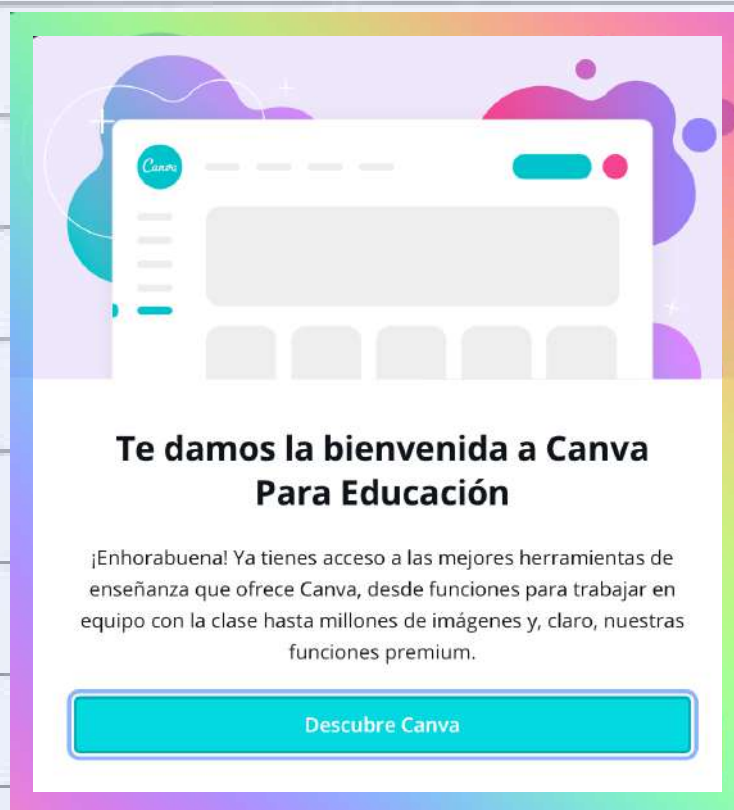 Canva
Te damos la bienvenida a Canva
Para Educación
¡Enhorabuena! Ya tienes acceso a las mejores herramientas de
enseñanza que ofrece Canva, desde funciones para trabajar en
equipo con la clase hasta millones de imágenes y, claro, nuestras
funciones premium.
Descubre Canva